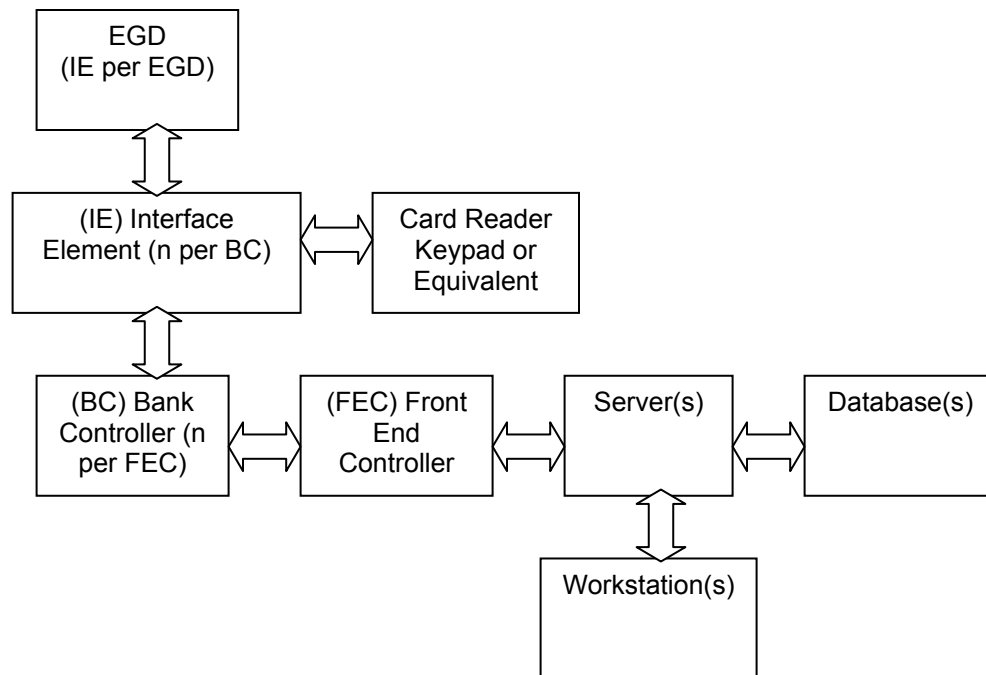 EGD
(IE per EGD)
(IE) Interface
Element (n per BC)
Card Reader
Keypad or
Equivalent
(BC) Bank
Controller (n
per FEC)
(FEC) Front
End
Controller
Server(s)
Database(s)
Workstation(s)